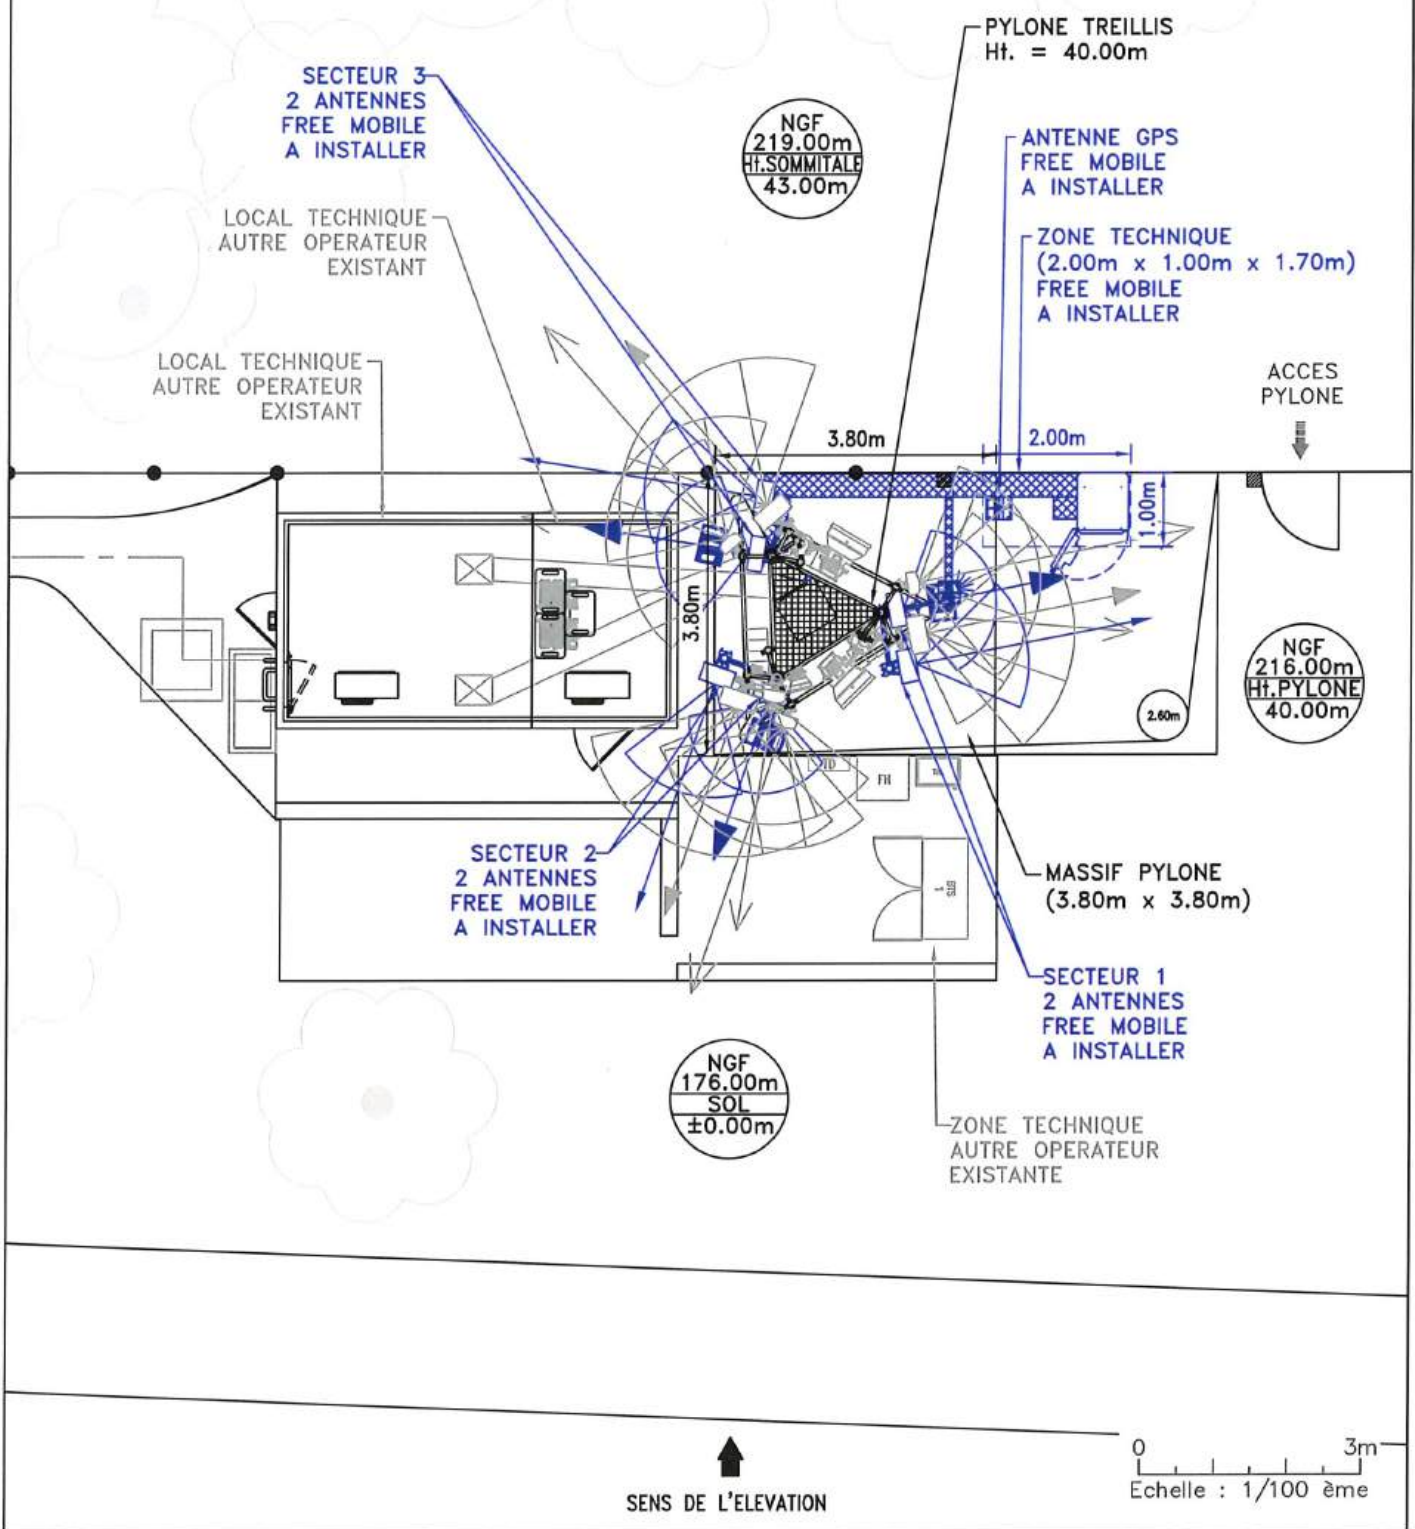 PYLONE TREILLIS
Ht. = 40.00m
SECTEUR 3
2 ANTENNES
FREE MOBILE
A INSTALLER
NGF
219.00m
Ht.SOMMITALE
43.00m
ANTENNE GPS
FREE MOBILE
A INSTALLER
LOCAL TECHNIQUE
AUTRE OPERATEUR
EXISTANT
ZONE TECHNIQUE
(2.00m x 1.00m x 1.70m)
FREE MOBILE
A INSTALLER
LOCAL TECHNIQUE
AUTRE OPERATEUR
EXISTANT
ACCES
PYLONE
3.80m
2.00m
1.00m
3.80m
NGF
216.00m
Ht.PYLONE
40.00m
2.60m
TD
FH
BTS
1
SECTEUR 2
2 ANTENNES
FREE MOBILE
A INSTALLER
MASSIF PYLONE
(3.80m x 3.80m)
SECTEUR 1
2 ANTENNES
FREE MOBILE
A INSTALLER
NGF
176.00m
SOL
±0.00m
ZONE TECHNIQUE
AUTRE OPERATEUR
EXISTANTE
0 3m
Echelle : 1/100 ème
SENS DE L'ELEVATION